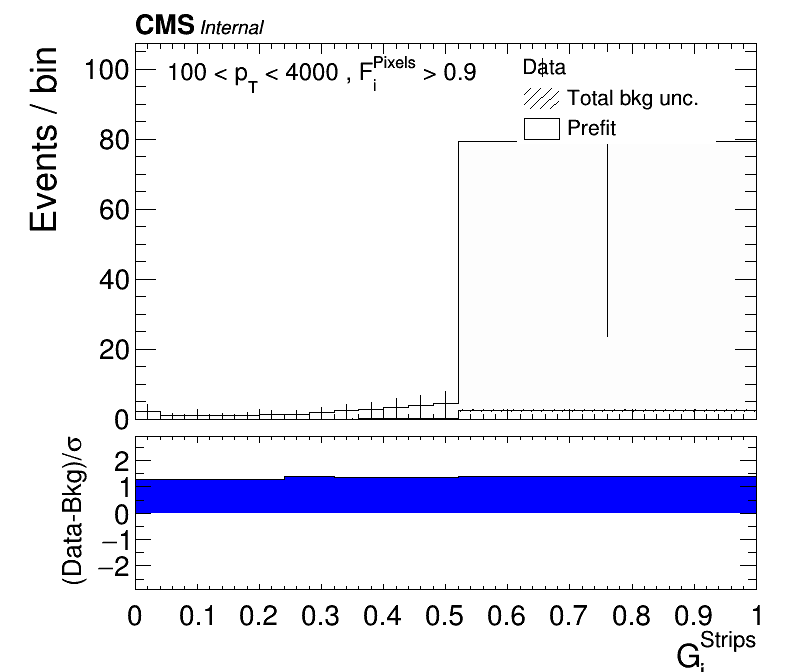 CMS Internal
100 < p_T < 4000 , F_i^Pixels > 0.9
Data
Total bkg unc.
Prefit
Events / bin
100
80
60
40
20
0
(Data-Bkg)/σ
2
1
0
−1
−2
0 0.1 0.2 0.3 0.4 0.5 0.6 0.7 0.8 0.9 1
G_i^Strips